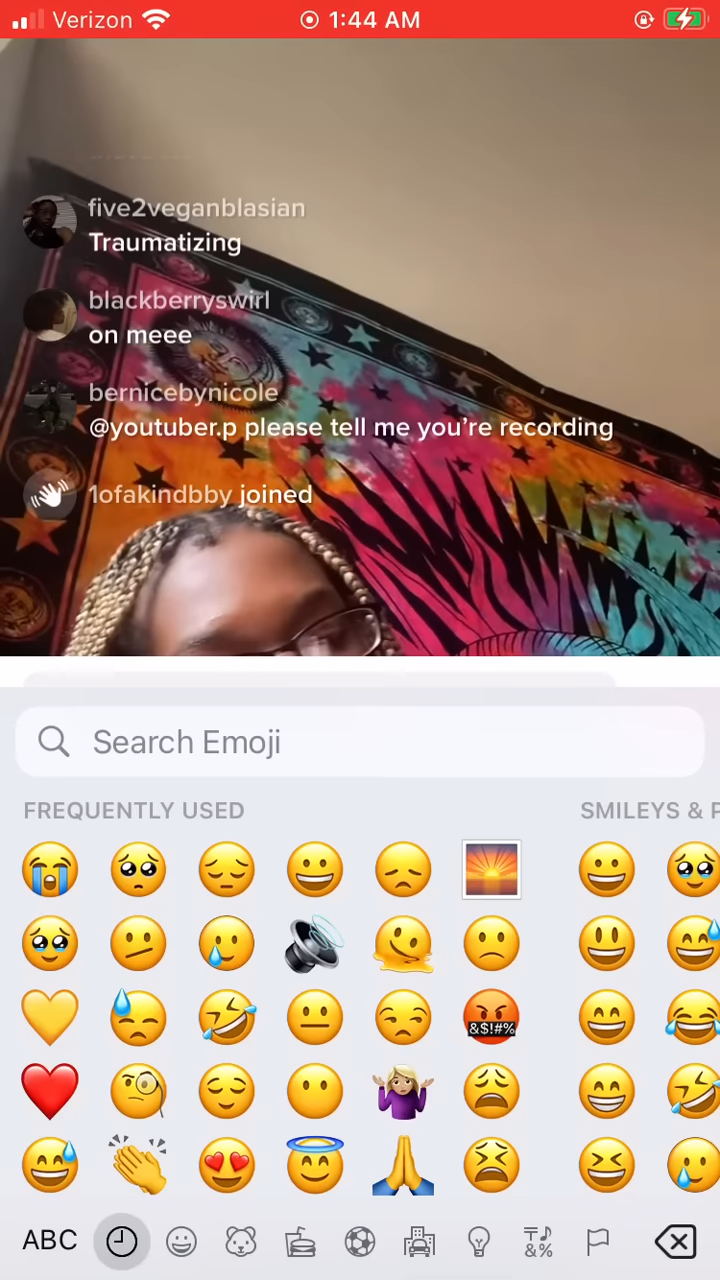 Verizon 1:44 AM
five2veganblasian
Traumatizing
blackberryswirl
on meee
bernicebynicole
@youtuber.p please tell me you’re recording
1ofakindbby joined
Search Emoji
FREQUENTLY USED SMILEYS & P
&$!#%
ABC